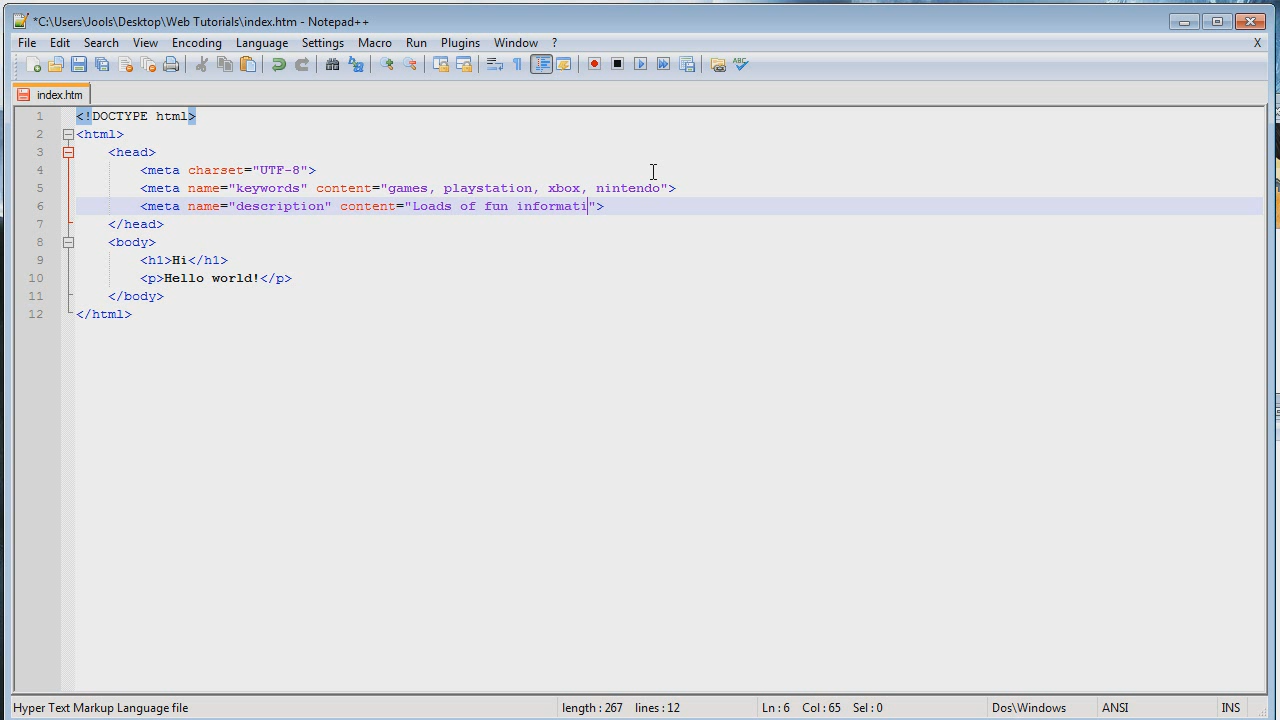 *C:\Users\Jools\Desktop\Web Tutorials\index.htm - Notepad++
File Edit Search View Encoding Language Settings Macro Run Plugins Window ? X
index.htm
1 <!DOCTYPE html>
2 <html>
3 <head>
4 <meta charset="UTF-8">
5 <meta name="keywords" content="games, playstation, xbox, nintendo">
6 <meta name="description" content="Loads of fun informati">
7 </head>
8 <body>
9 <h1>Hi</h1>
10 <p>Hello world!</p>
11 </body>
12 </html>
Hyper Text Markup Language file length : 267 lines : 12 Ln : 6 Col : 65 Sel : 0 Dos\Windows ANSI INS